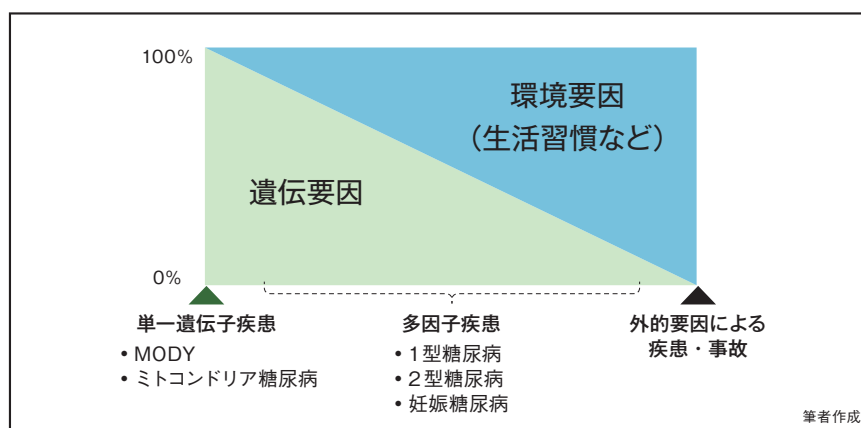 100%
環境要因
（生活習慣など）
遺伝要因
0%
単一遺伝子疾患
• MODY
• ミトコンドリア糖尿病
多因子疾患
• 1型糖尿病
• 2型糖尿病
• 妊娠糖尿病
外的要因による
疾患・事故
筆者作成